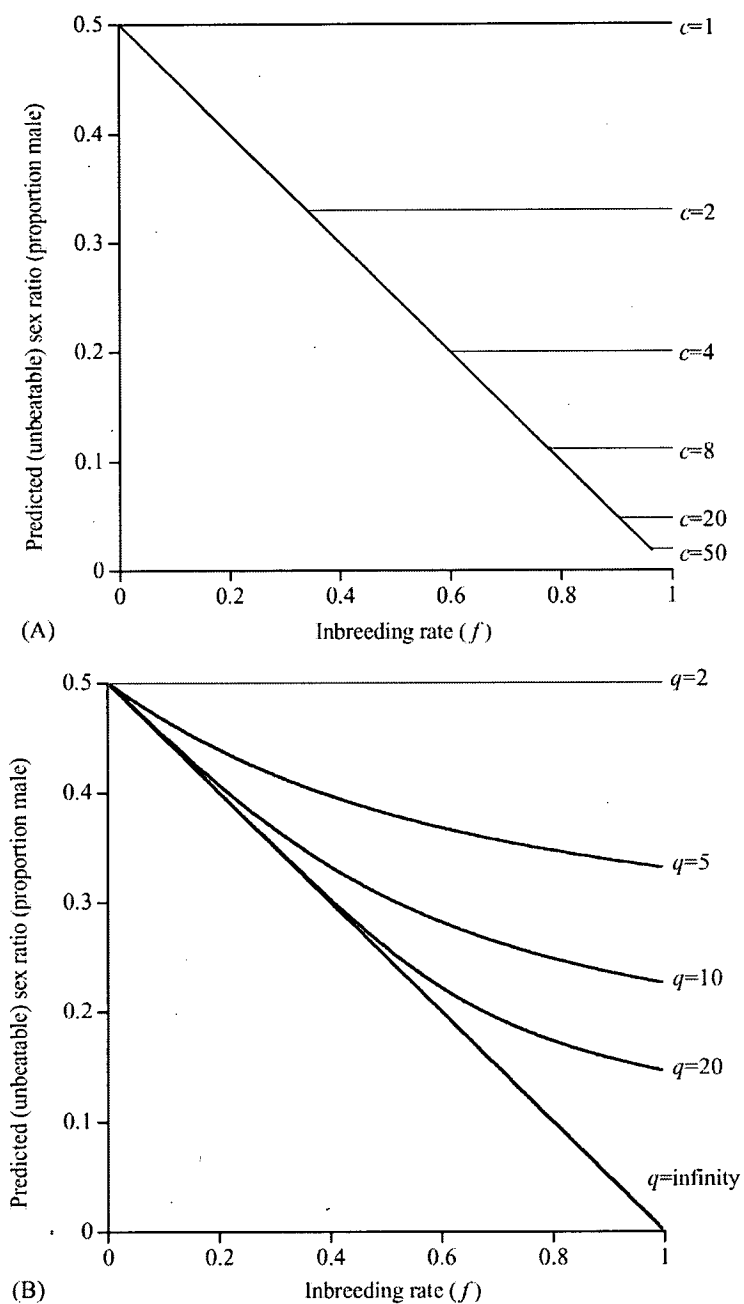 0.5
c=1
0.4
c=2
0.3
c=4
0.2
c=8
0.1
c=20
c=50
0
0 0.2 0.4 0.6 0.8 1
Predicted (unbeatable) sex ratio (proportion male)
(A) Inbreeding rate (f)
0.5
q=2
0.4
q=5
0.3
q=10
0.2
q=20
0.1
q=infinity
0
0 0.2 0.4 0.6 0.8 1
Predicted (unbeatable) sex ratio (proportion male)
(B) Inbreeding rate (f)